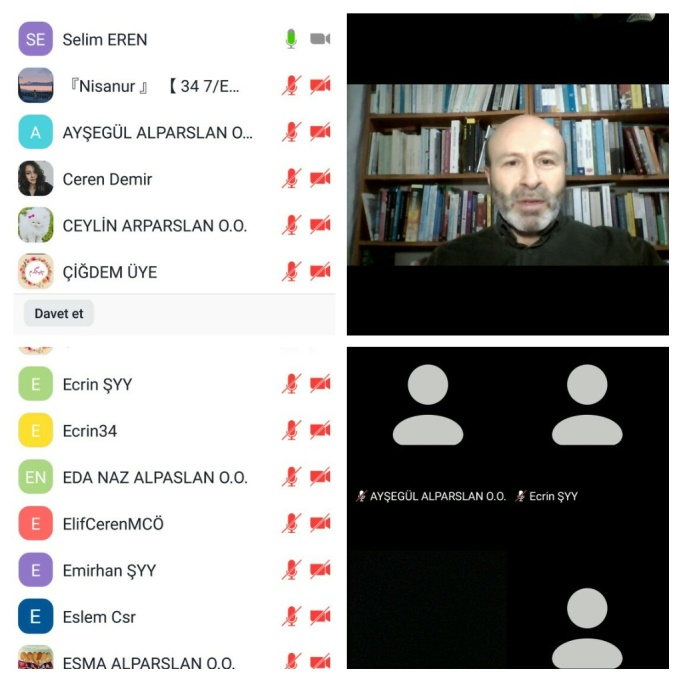 SE
Selim EREN
『Nisanur 』 【 34 7/E...
A
AYŞEGÜL ALPARSLAN O...
Ceren Demir
CEYLİN ARPARSLAN O.O.
ÇİĞDEM ÜYE
Davet et
E
Ecrin ŞYY
E
Ecrin34
EN
EDA NAZ ALPASLAN O.O.
E
ElifCerenMCÖ
E
Emirhan ŞYY
E
Eslem Csr
ESMA ALPARSLAN O.O.
AYŞEGÜL ALPARSLAN O.O.
Ecrin ŞYY